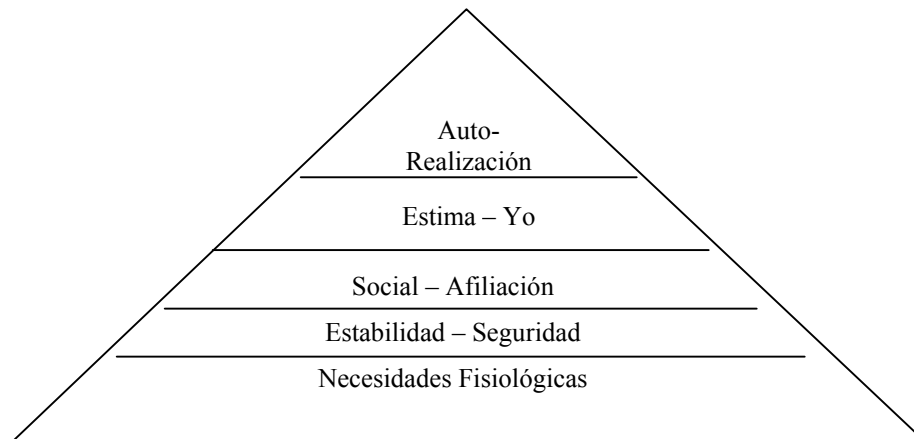 Auto-
Realización
Estima – Yo
Social – Afiliación
Estabilidad – Seguridad
Necesidades Fisiológicas